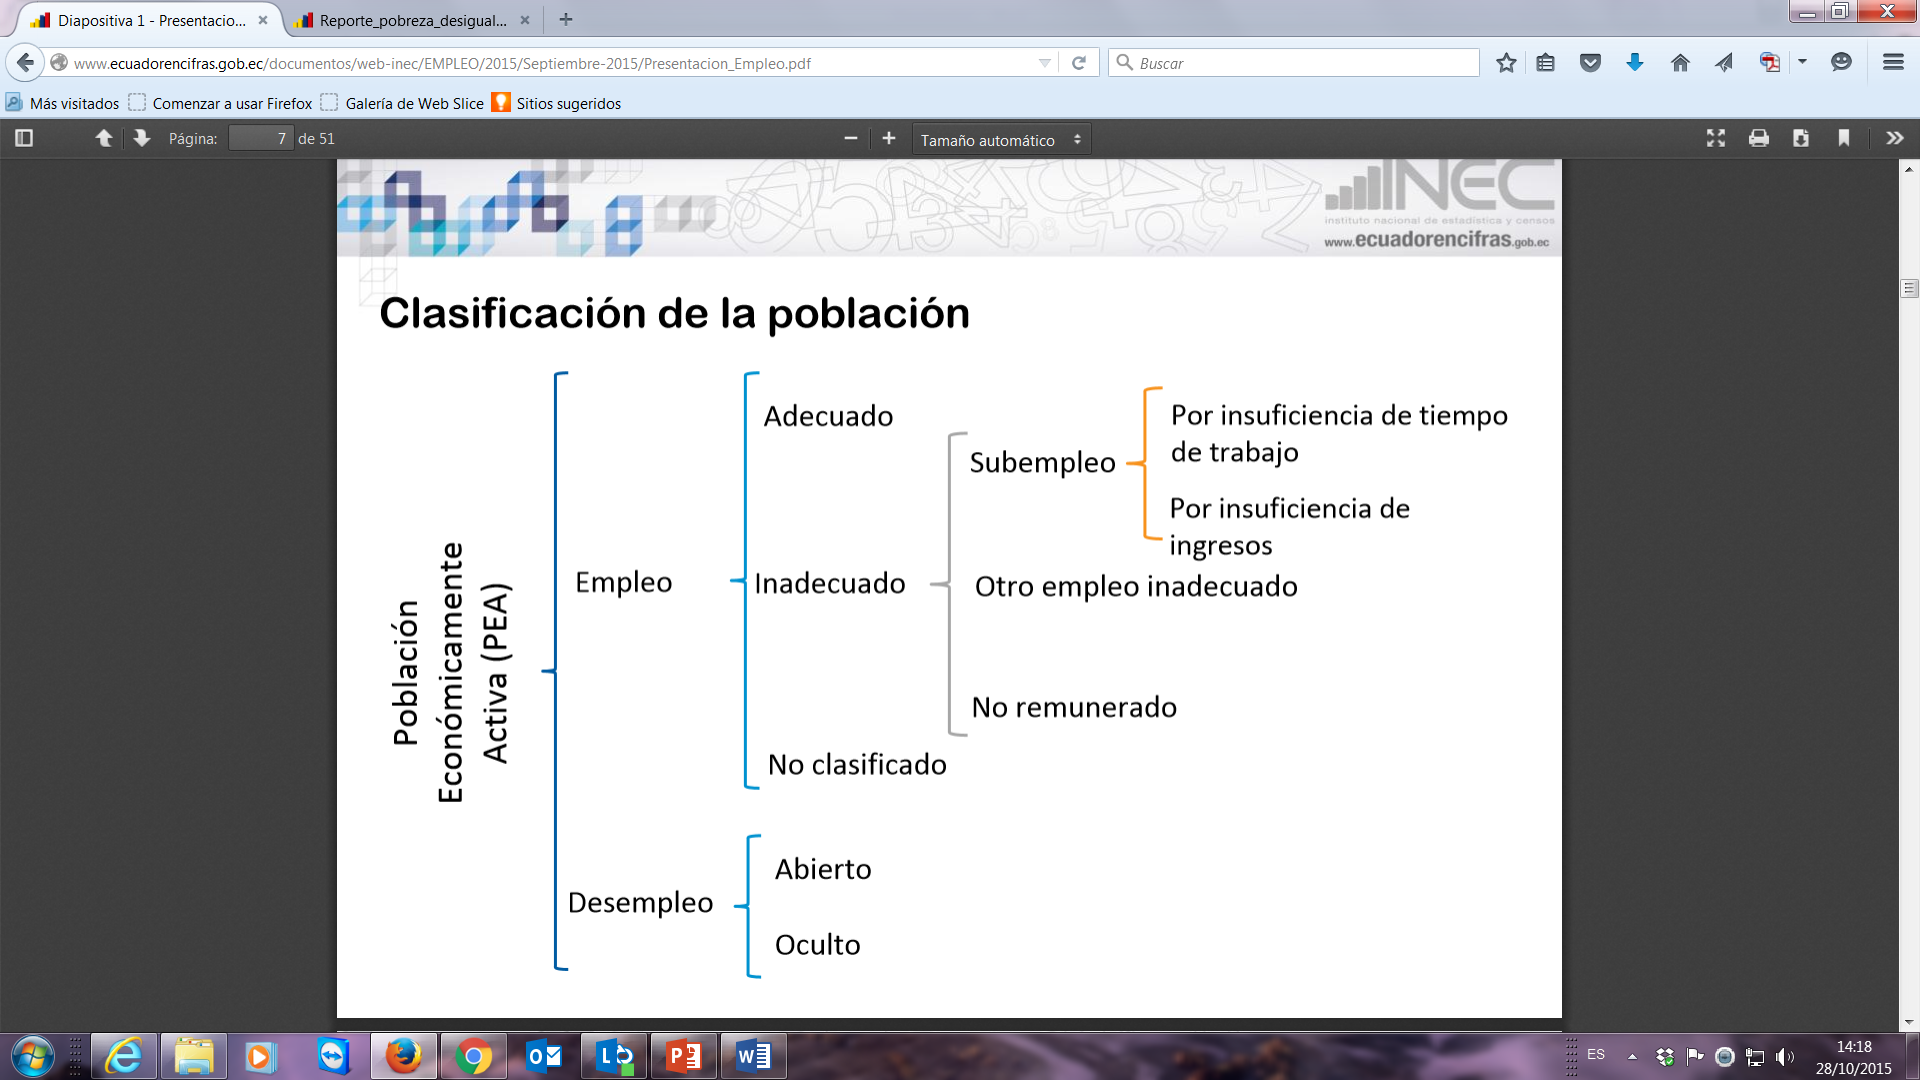 Diapositiva 1 - Presentacio...
Reporte_pobreza_desigual...
www.ecuadorencifras.gob.ec/documentos/web-inec/EMPLEO/2015/Septiembre-2015/Presentacion_Empleo.pdf
Buscar
Más visitados
Comenzar a usar Firefox
Galería de Web Slice
Sitios sugeridos
Página: 7 de 51
Tamaño automático
INEC
instituto nacional de estadística y censos
www.ecuadorencifras.gob.ec
Clasificación de la población
Población
Económicamente
Activa (PEA)
Empleo
Adecuado
Inadecuado
Subempleo
Por insuficiencia de tiempo
de trabajo
Por insuficiencia de
ingresos
Otro empleo inadecuado
No remunerado
No clasificado
Desempleo
Abierto
Oculto
ES
14:18
28/10/2015